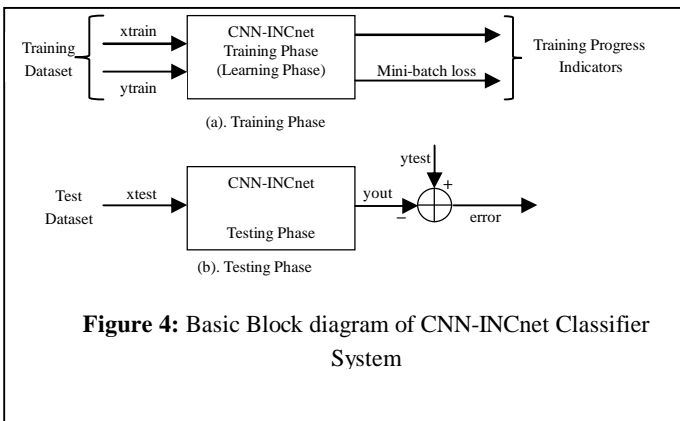 Training
Dataset
xtrain
ytrain
CNN-INCnet
Training Phase
(Learning Phase)
Mini-batch loss
Training Progress
Indicators
(a). Training Phase
Test
Dataset
xtest
CNN-INCnet
Testing Phase
yout
ytest
+
−
error
(b). Testing Phase
Figure 4: Basic Block diagram of CNN-INCnet Classifier
System